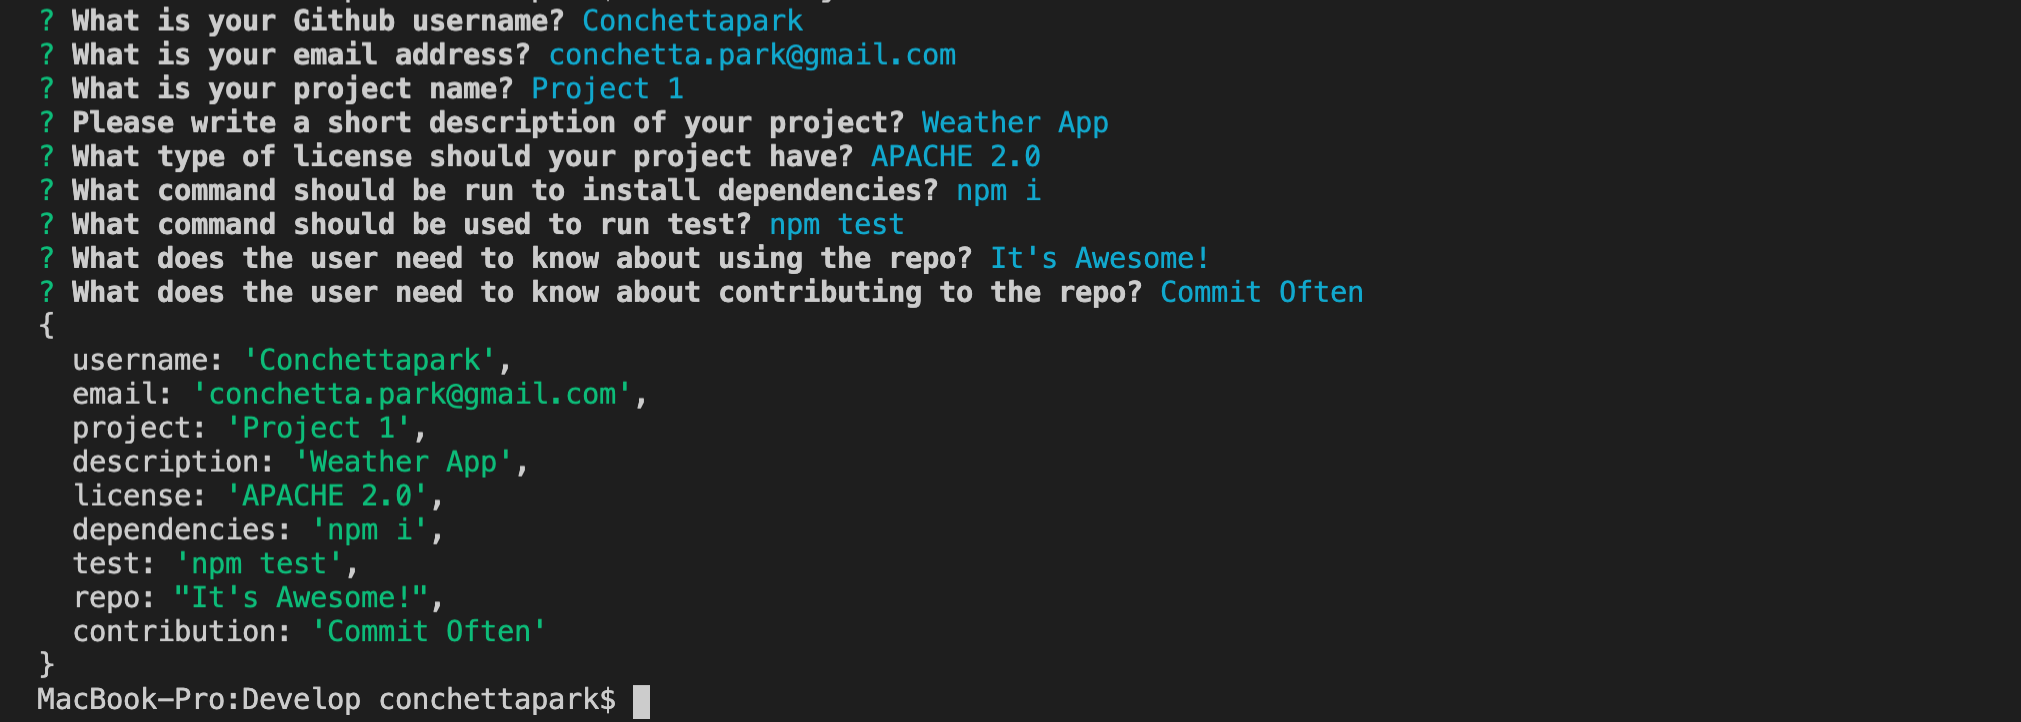 ? What is your Github username? Conchettapark
? What is your email address? conchetta.park@gmail.com
? What is your project name? Project 1
? Please write a short description of your project? Weather App
? What type of license should your project have? APACHE 2.0
? What command should be run to install dependencies? npm i
? What command should be used to run test? npm test
? What does the user need to know about using the repo? It's Awesome!
? What does the user need to know about contributing to the repo? Commit Often
{
  username: 'Conchettapark',
  email: 'conchetta.park@gmail.com',
  project: 'Project 1',
  description: 'Weather App',
  license: 'APACHE 2.0',
  dependencies: 'npm i',
  test: 'npm test',
  repo: "It's Awesome!",
  contribution: 'Commit Often'
}
MacBook-Pro:Develop conchettapark$